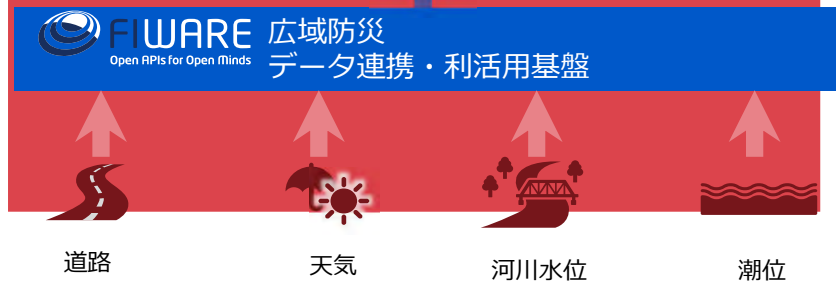 FIWARE
Open APIs for Open Minds
広域防災
データ連携・利活用基盤
道路
天気
河川水位
潮位